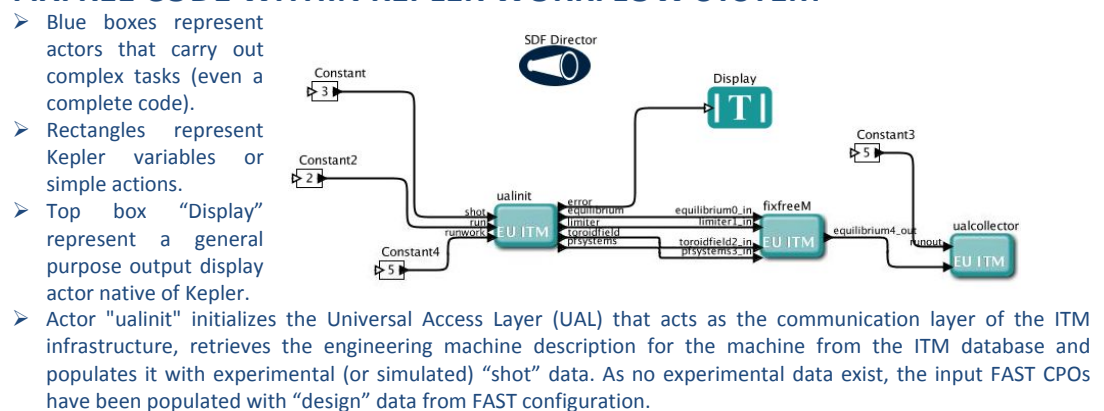 ➢ Blue boxes represent
actors that carry out
complex tasks (even a
complete code).
➢ Rectangles represent
Kepler variables or
simple actions.
➢ Top box “Display”
represent a general
purpose output display
actor native of Kepler.
SDF Director
Constant
3
Display
T
Constant3
5
Constant2
2
ualinit
shot
run
runwork
EU ITM
error
equilibrium
limiter
toroidfield
pfsystems
fixfreeM
equilibrium0_in
limiter1_in
toroidfield2_in
pfsystems3_in
EU ITM
equilibrium4_out
ualcollector
runout
EU ITM
Constant4
5
➢ Actor "ualinit" initializes the Universal Access Layer (UAL) that acts as the communication layer of the ITM
infrastructure, retrieves the engineering machine description for the machine from the ITM database and
populates it with experimental (or simulated) “shot” data. As no experimental data exist, the input FAST CPOs
have been populated with “design” data from FAST configuration.